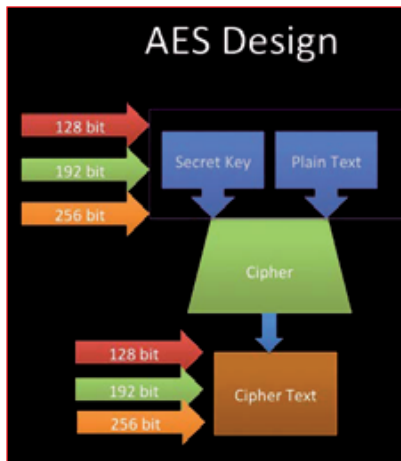 AES Design
128 bit
192 bit
256 bit
Secret Key
Plain Text
Cipher
128 bit
192 bit
256 bit
Cipher Text